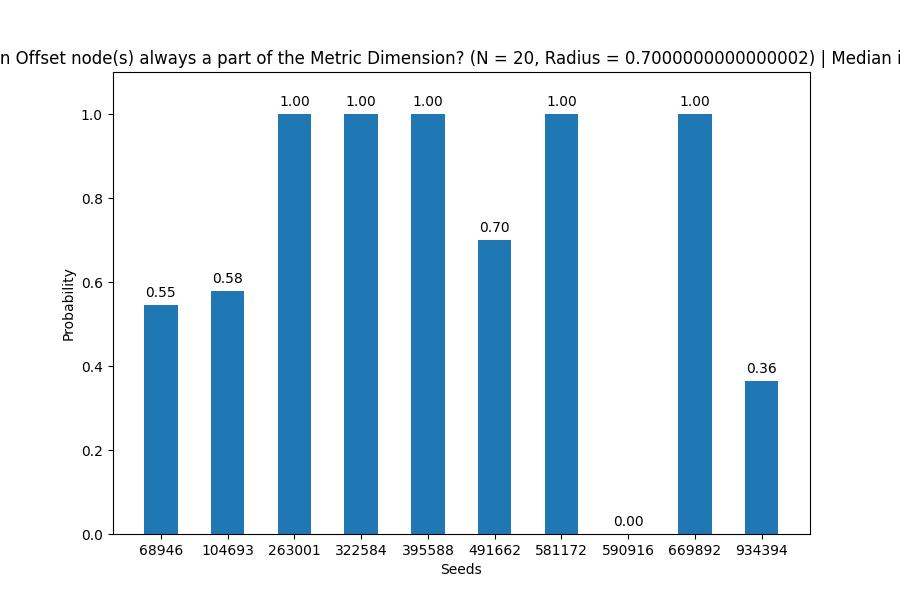 n Offset node(s) always a part of the Metric Dimension? (N = 20, Radius = 0.7000000000000002) | Median i
1.00 1.00 1.00 1.00 1.00
1.0
0.8
0.70
0.6
0.55 0.58
0.4
0.36
0.2
0.00
0.0
Probability
68946 104693 263001 322584 395588 491662 581172 590916 669892 934394
Seeds